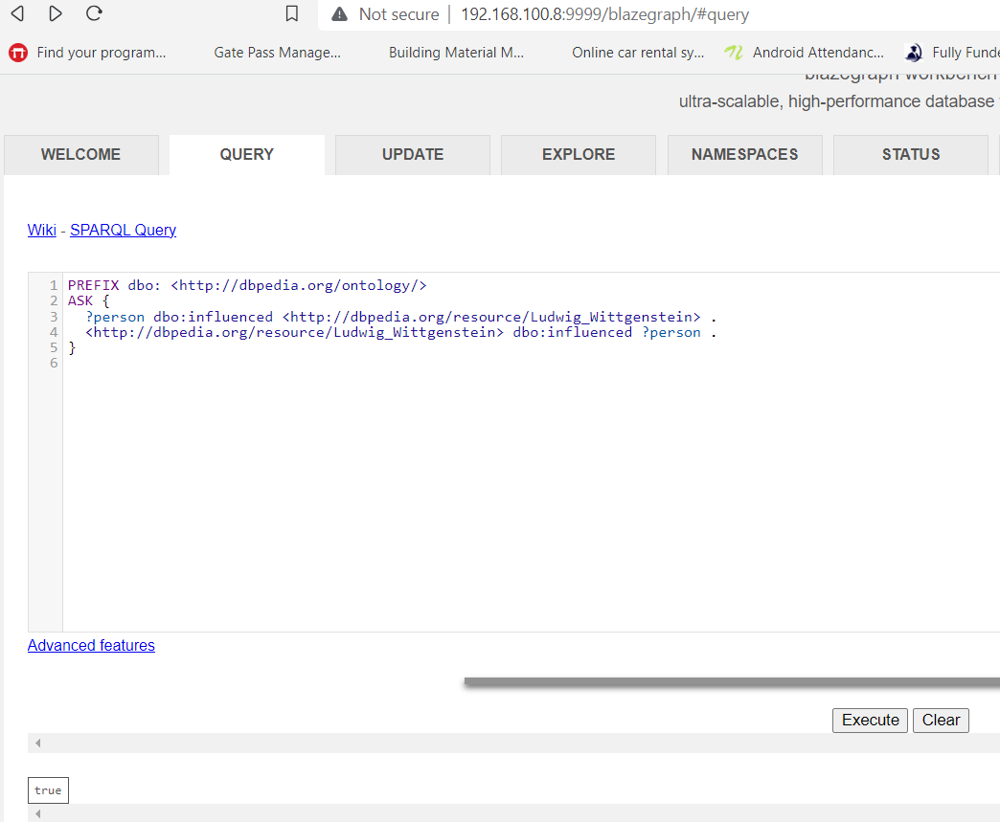 Not secure | 192.168.100.8:9999/blazegraph/#query
Find your program... Gate Pass Manage... Building Material M... Online car rental sy... Android Attendanc... Fully Funde
blazegraph workbench
ultra-scalable, high-performance database
WELCOME QUERY UPDATE EXPLORE NAMESPACES STATUS
Wiki - SPARQL Query
1 PREFIX dbo: <http://dbpedia.org/ontology/>
2 ASK {
3 ?person dbo:influenced <http://dbpedia.org/resource/Ludwig_Wittgenstein> .
4 <http://dbpedia.org/resource/Ludwig_Wittgenstein> dbo:influenced ?person .
5 }
6
Advanced features
Execute Clear
true